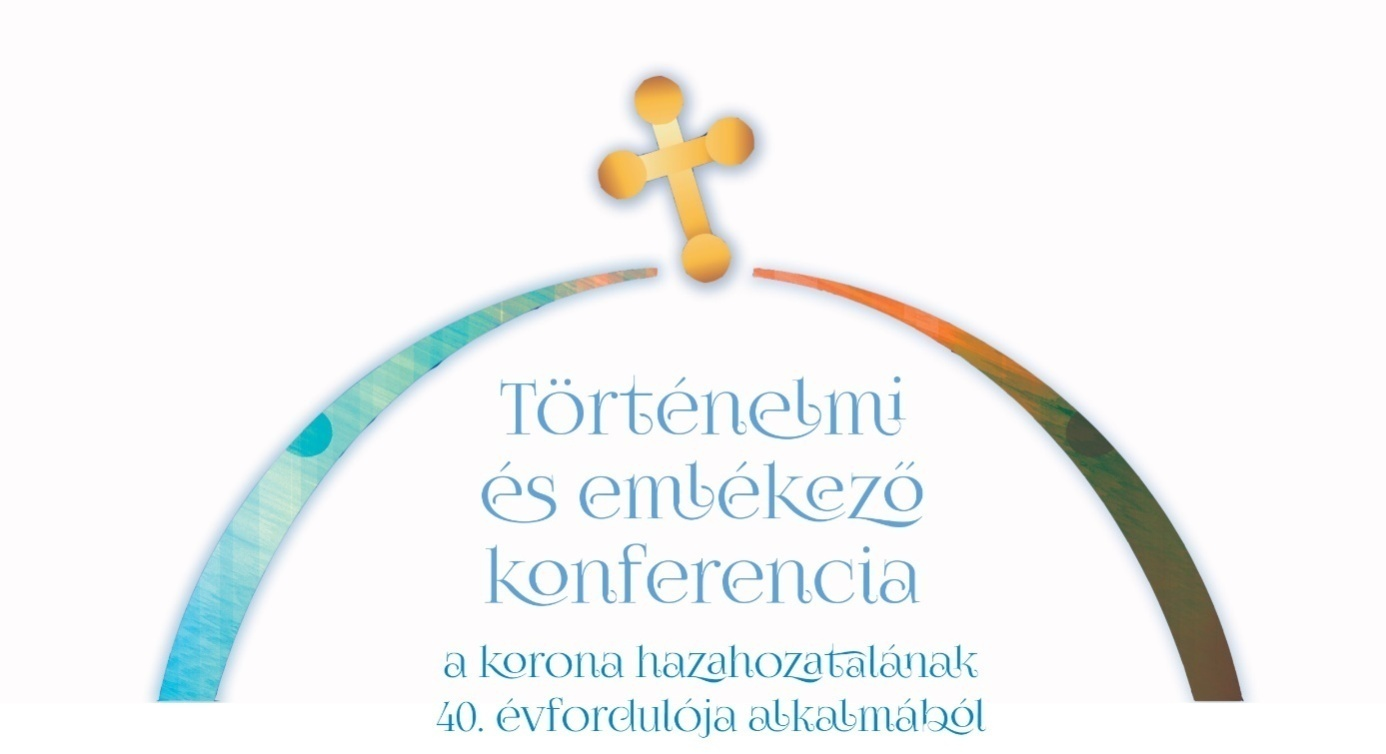 Történelmi
és emlékező
konferencia
a korona hazahozatalának
40. évfordulója alkalmából